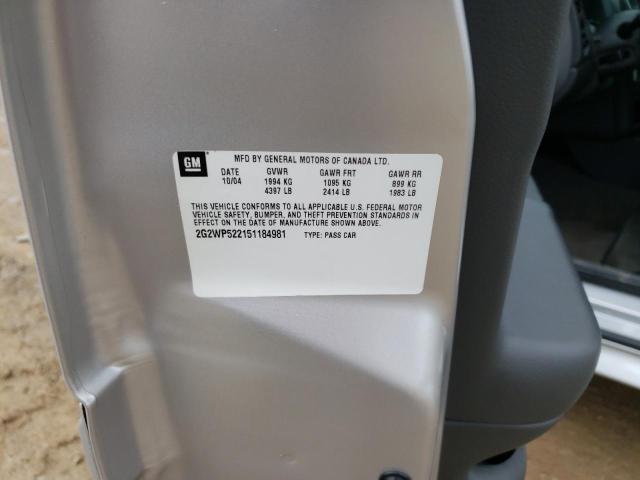 GM
MFD BY GENERAL MOTORS OF CANADA LTD.
DATE GVWR GAWR FRT GAWR RR
10/04 1994 KG 1095 KG 899 KG
4397 LB 2414 LB 1983 LB
THIS VEHICLE CONFORMS TO ALL APPLICABLE U.S. FEDERAL MOTOR
VEHICLE SAFETY, BUMPER, AND THEFT PREVENTION STANDARDS IN
EFFECT ON THE DATE OF MANUFACTURE SHOWN ABOVE.
2G2WP522151184981 TYPE: PASS CAR